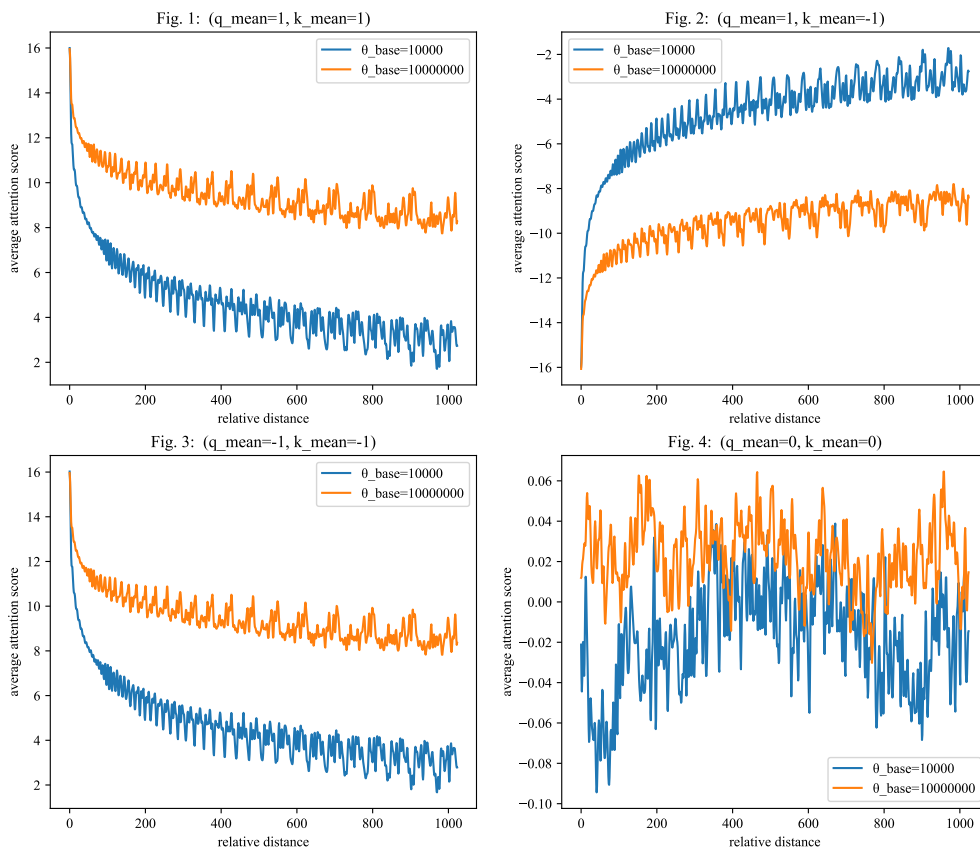 Fig. 1:  (q_mean=1, k_mean=1)
16
14
12
10
8
6
4
2
average attention score
θ_base=10000
θ_base=10000000
0
200
400
600
800
1000
relative distance
Fig. 2:  (q_mean=1, k_mean=-1)
−2
−4
−6
−8
−10
−12
−14
−16
average attention score
θ_base=10000
θ_base=10000000
0
200
400
600
800
1000
relative distance
Fig. 3:  (q_mean=-1, k_mean=-1)
16
14
12
10
8
6
4
2
average attention score
θ_base=10000
θ_base=10000000
0
200
400
600
800
1000
relative distance
Fig. 4:  (q_mean=0, k_mean=0)
0.06
0.04
0.02
0.00
−0.02
−0.04
−0.06
−0.08
−0.10
average attention score
θ_base=10000
θ_base=10000000
0
200
400
600
800
1000
relative distance